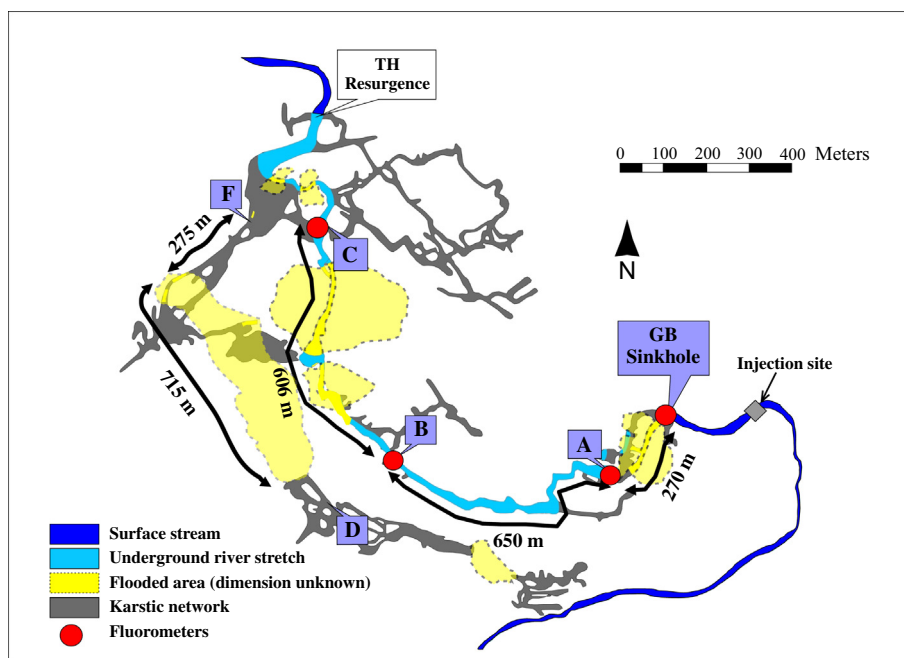 TH
Resurgence
0 100 200 300 400 Meters
F
275 m
C
N
GB
Sinkhole
Injection site
715 m
606 m
B
A
270 m
D
650 m
Surface stream
Underground river stretch
Flooded area (dimension unknown)
Karstic network
Fluorometers